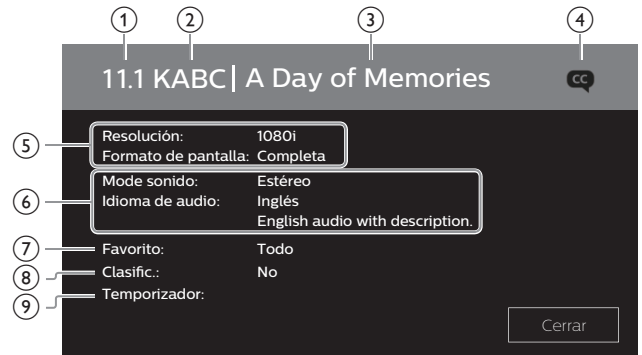 1 2 3 4
11.1 KABC | A Day of Memories CC
5 Resolución: 1080i
Formato de pantalla: Completa
6 Mode sonido: Estéreo
Idioma de audio: Inglés
English audio with description.
7 Favorito: Todo
8 Clasific.: No
9 Temporizador:
Cerrar